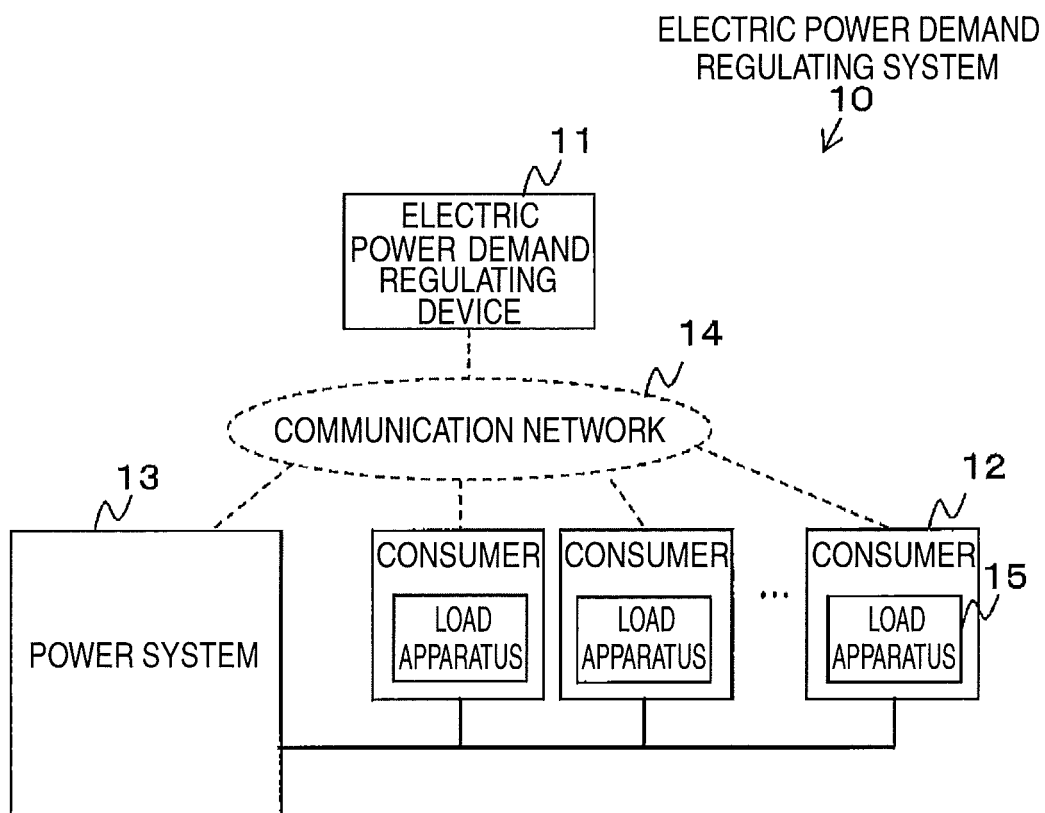 ELECTRIC POWER DEMAND
REGULATING SYSTEM
10
11
ELECTRIC
POWER DEMAND
REGULATING
DEVICE
14
COMMUNICATION NETWORK
13
12
CONSUMER
CONSUMER
...
CONSUMER
15
LOAD
APPARATUS
LOAD
APPARATUS
LOAD
APPARATUS
POWER SYSTEM